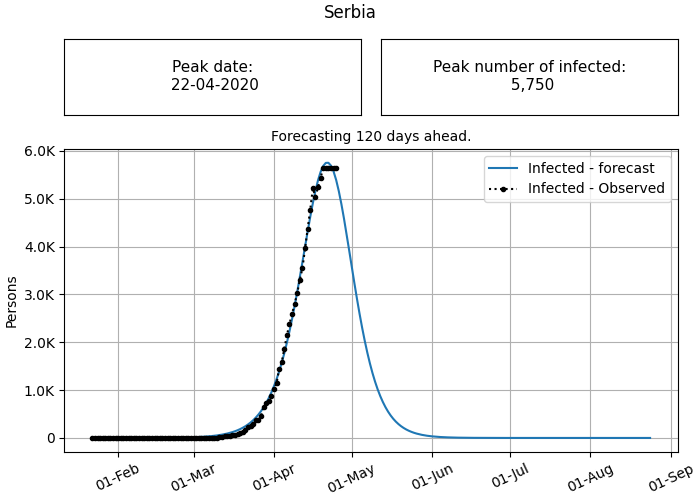 Serbia
Peak date:
22-04-2020
Peak number of infected:
5,750
Forecasting 120 days ahead.
6.0K
5.0K
4.0K
3.0K
2.0K
1.0K
0
Persons
Infected - forecast
Infected - Observed
01-Feb
01-Mar
01-Apr
01-May
01-Jun
01-Jul
01-Aug
01-Sep